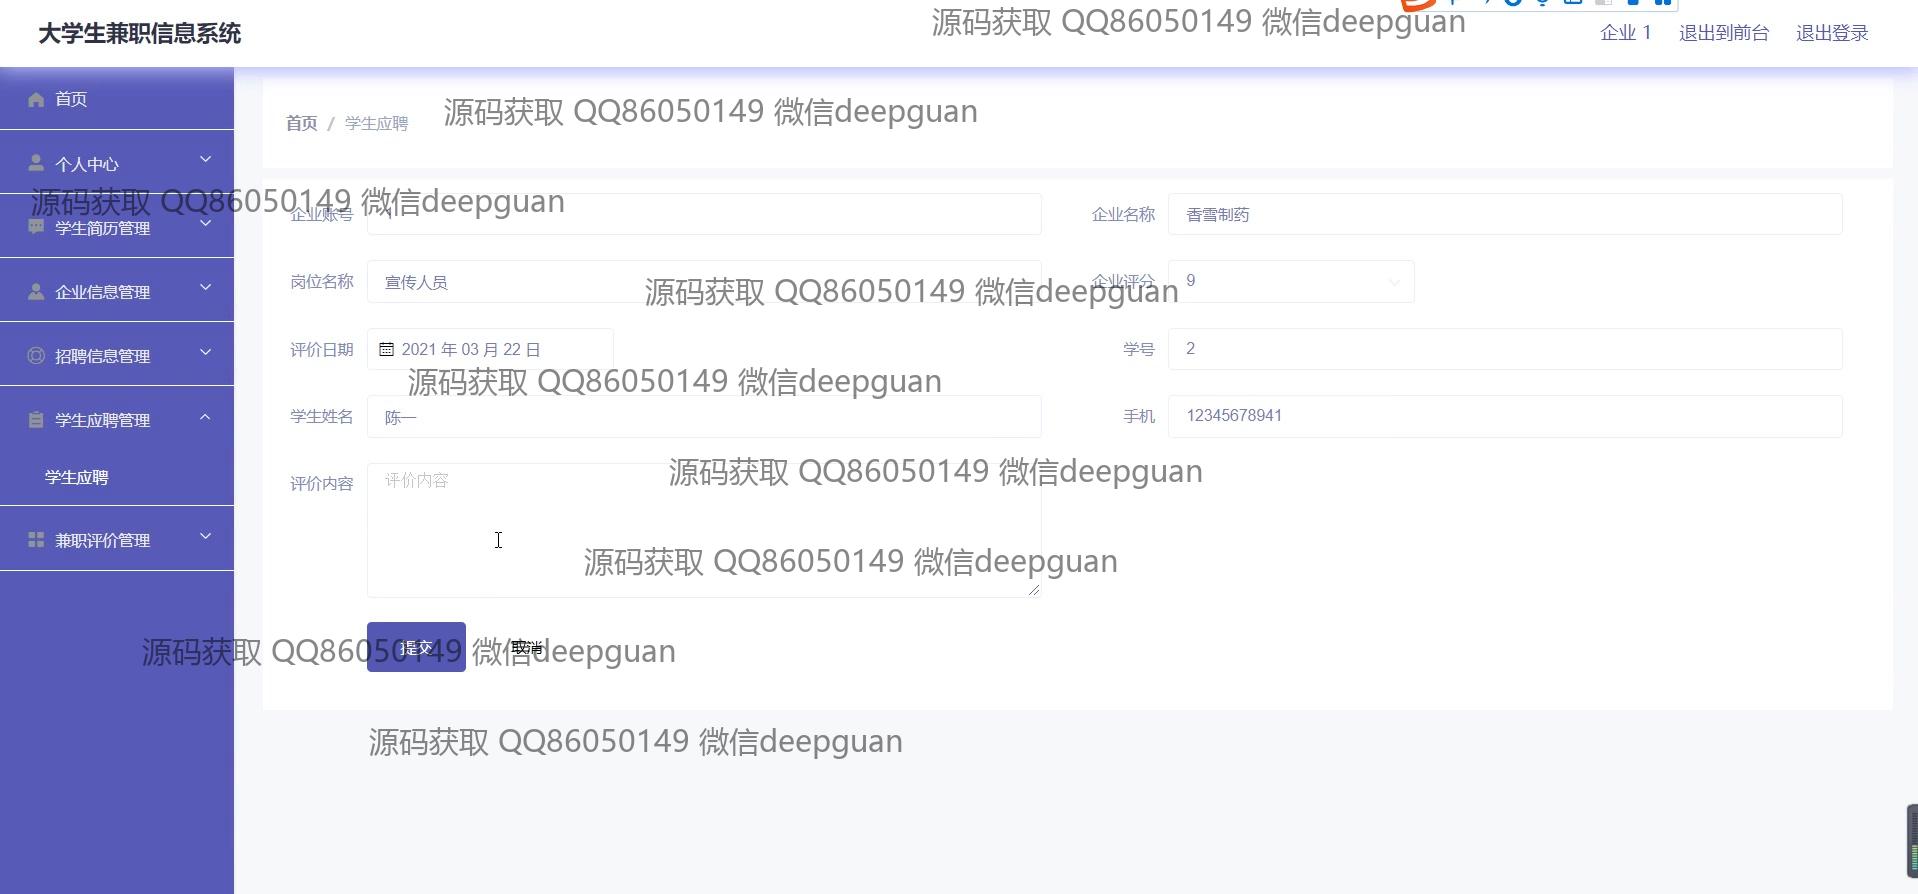 大学生兼职信息系统
源码获取 QQ86050149 微信deepguan
企业 1 退出到前台 退出登录
首页
首页 / 学生应聘
源码获取 QQ86050149 微信deepguan
个人中心
源码获取 QQ86050149 微信deepguan
学生简历管理
企业账号 1
企业名称 香雪制药
企业信息管理
岗位名称 宣传人员
企业评分 9
源码获取 QQ86050149 微信deepguan
招聘信息管理
评价日期 2021 年 03 月 22 日
学号 2
源码获取 QQ86050149 微信deepguan
学生应聘管理
学生姓名 陈一
手机 12345678941
学生应聘
评价内容 评价内容
源码获取 QQ86050149 微信deepguan
兼职评价管理
源码获取 QQ86050149 微信deepguan
提交 取消
源码获取 QQ86050149 微信deepguan
源码获取 QQ86050149 微信deepguan